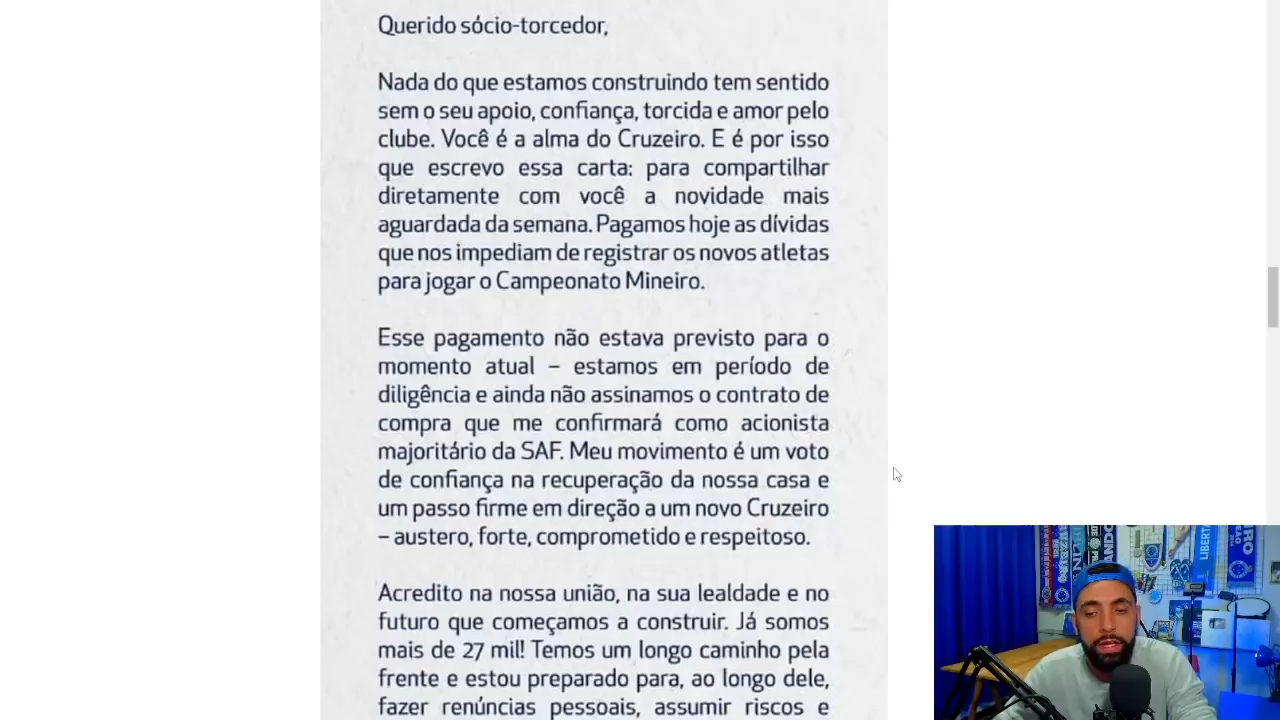 Querido sócio-torcedor,
Nada do que estamos construindo tem sentido
sem o seu apoio, confiança, torcida e amor pelo
clube. Você é a alma do Cruzeiro. E é por isso
que escrevo essa carta: para compartilhar
diretamente com você a novidade mais
aguardada da semana. Pagamos hoje as dívidas
que nos impediam de registrar os novos atletas
para jogar o Campeonato Mineiro.
Esse pagamento não estava previsto para o
momento atual – estamos em período de
diligência e ainda não assinamos o contrato de
compra que me confirmará como acionista
majoritário da SAF. Meu movimento é um voto
de confiança na recuperação da nossa casa e
um passo firme em direção a um novo Cruzeiro
– austero, forte, comprometido e respeitoso.
Acredito na nossa união, na sua lealdade e no
futuro que começamos a construir. Já somos
mais de 27 mil! Temos um longo caminho pela
frente e estou preparado para, ao longo dele,
fazer renúncias pessoais, assumir riscos e